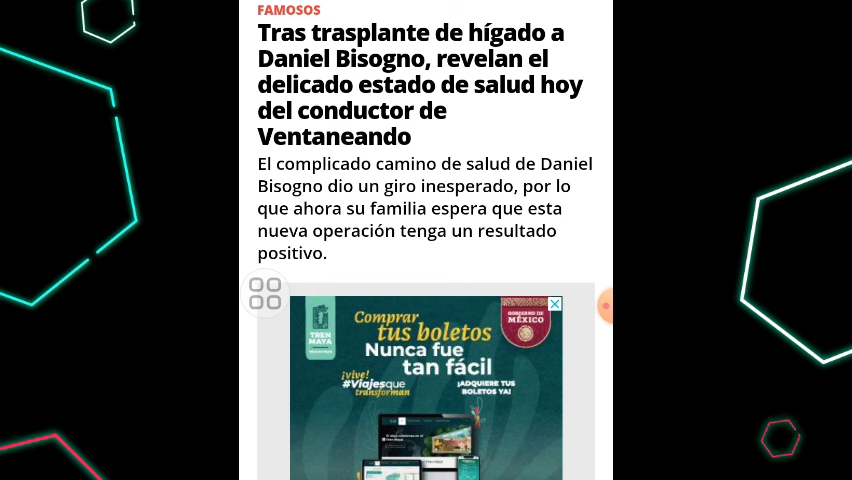 FAMOSOS
Tras trasplante de hígado a
Daniel Bisogno, revelan el
delicado estado de salud hoy
del conductor de
Ventaneando
El complicado camino de salud de Daniel
Bisogno dio un giro inesperado, por lo
que ahora su familia espera que esta
nueva operación tenga un resultado
positivo.
Comprar
tus boletos
Nunca fue
tan fácil
TREN
MAYA
GOBIERNO DE
MÉXICO
¡vive!
#Viajesque
transforman
¡ADQUIERE TUS
BOLETOS YA!